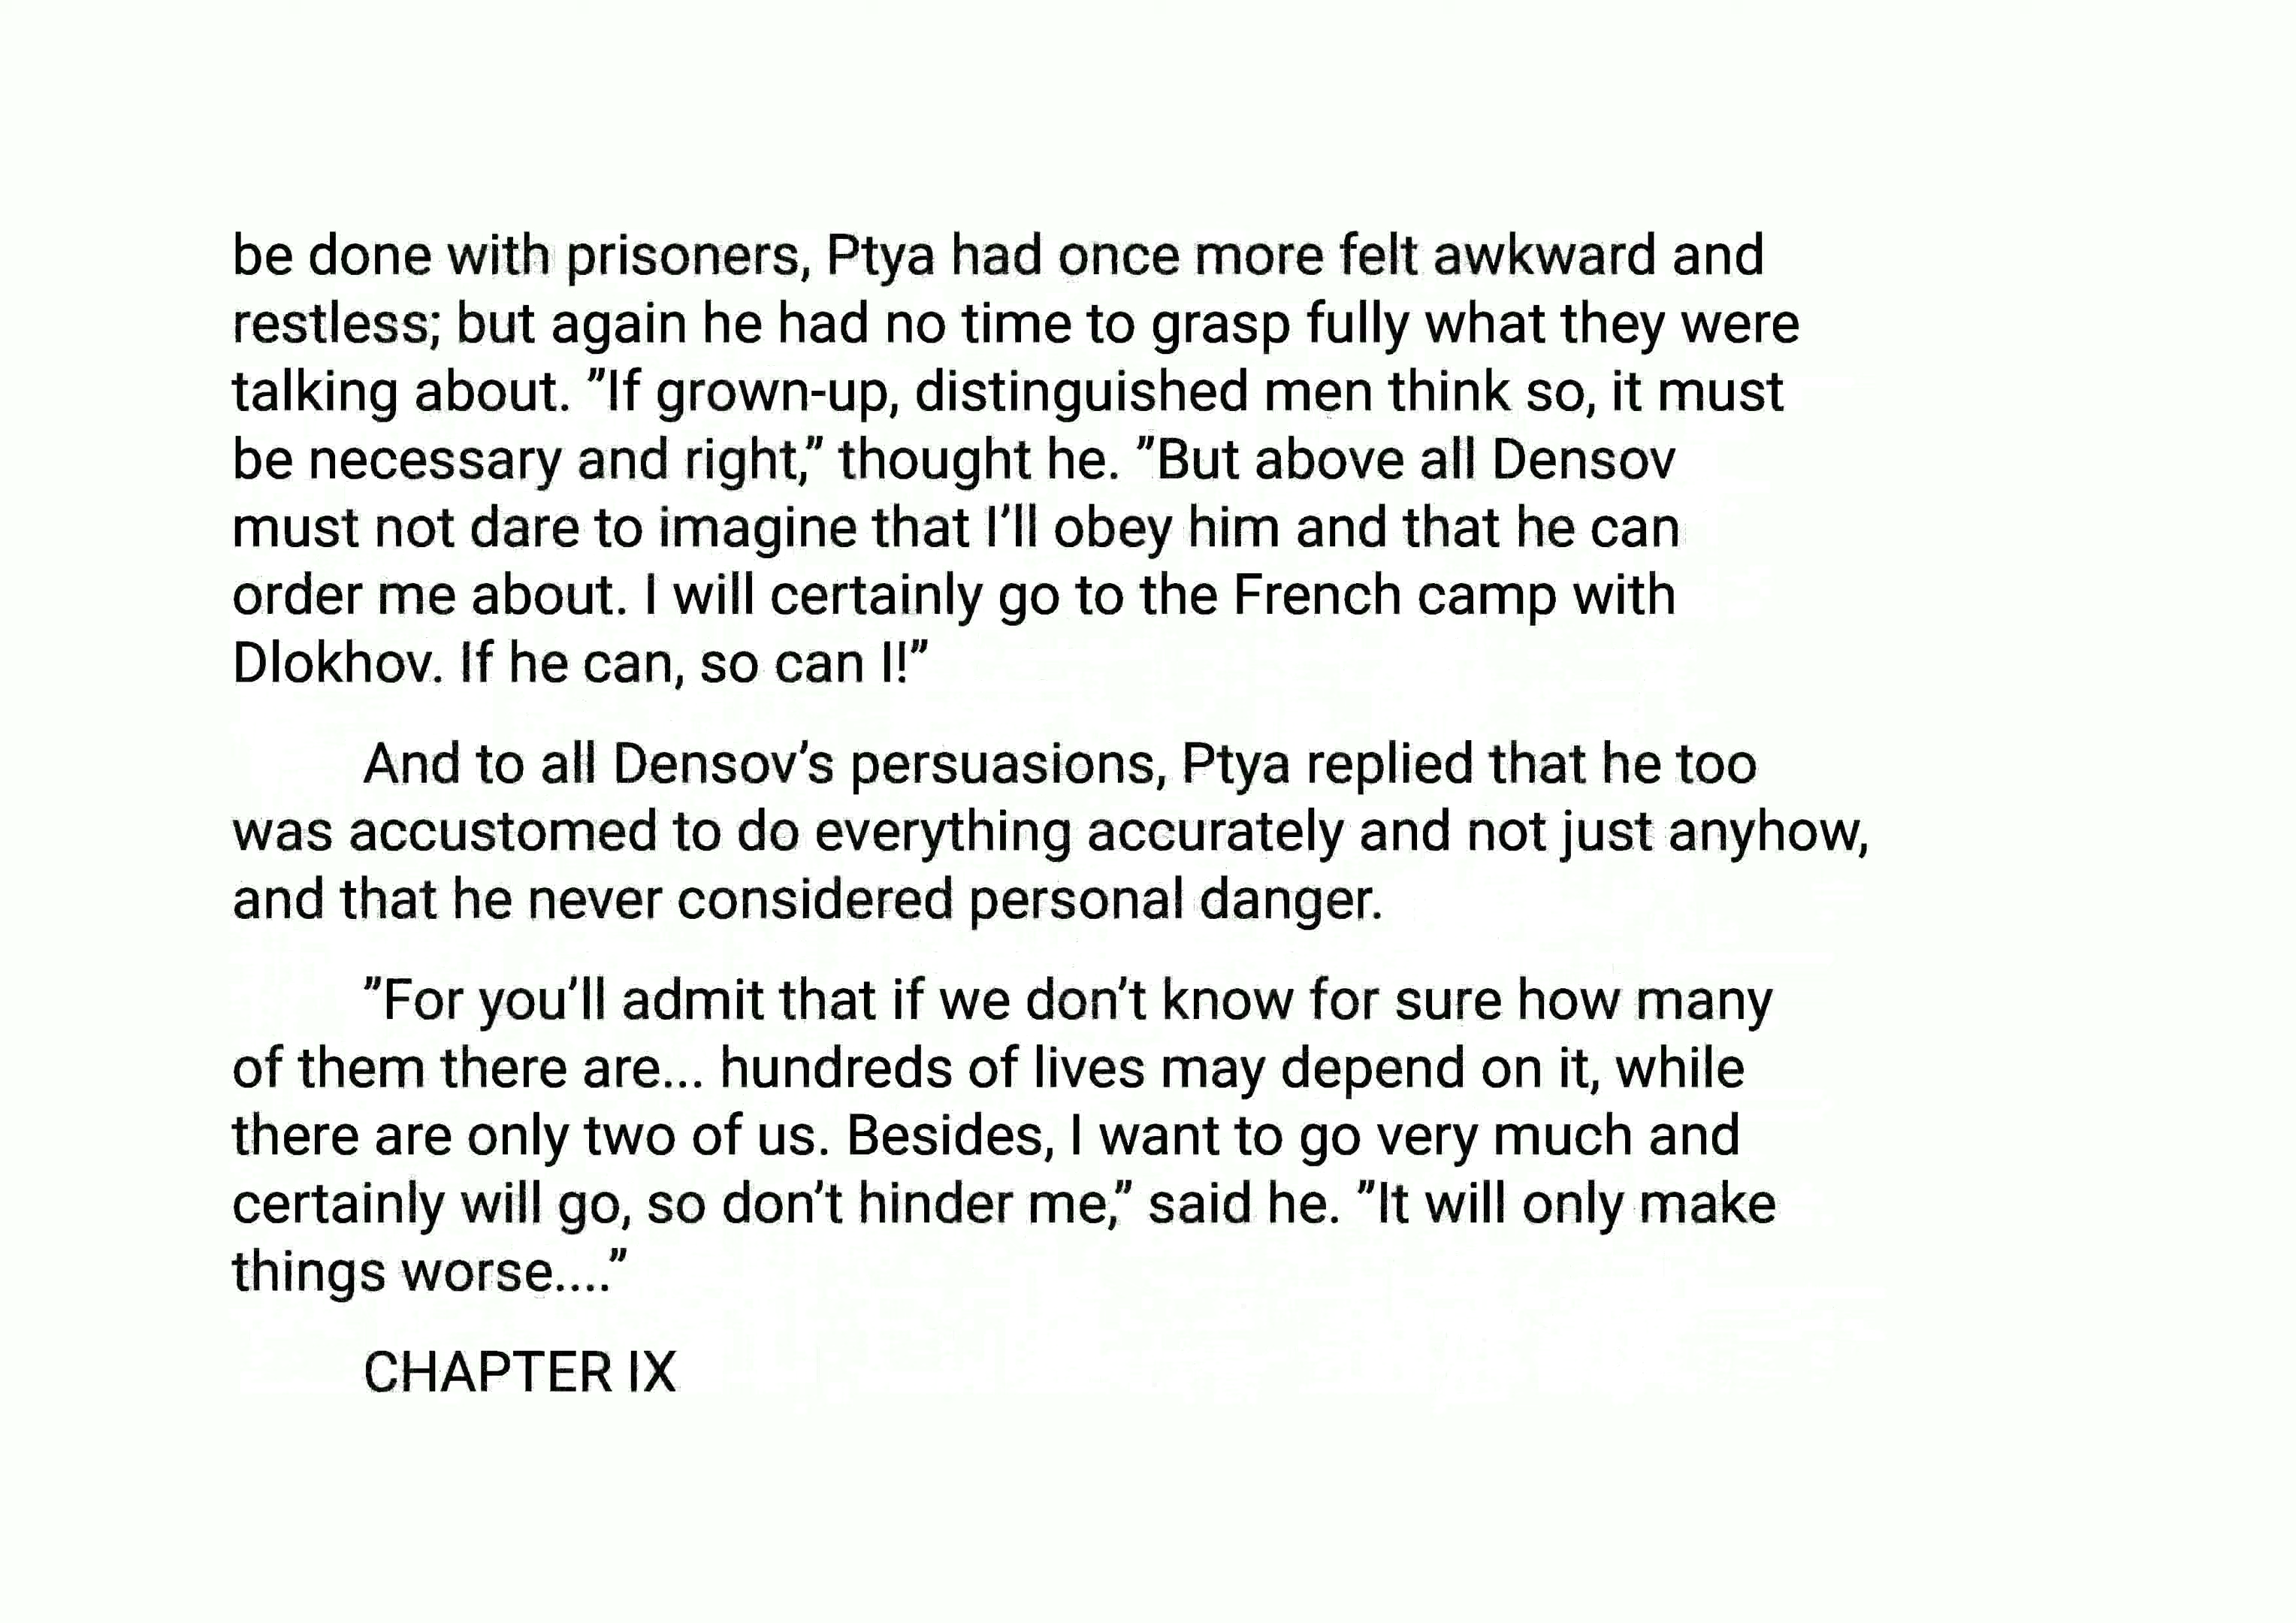 be done with prisoners, Ptya had once more felt awkward and
restless; but again he had no time to grasp fully what they were
talking about. ”If grown-up, distinguished men think so, it must
be necessary and right,” thought he. ”But above all Densov
must not dare to imagine that I’ll obey him and that he can
order me about. I will certainly go to the French camp with
Dlokhov. If he can, so can I!”
And to all Densov’s persuasions, Ptya replied that he too
was accustomed to do everything accurately and not just anyhow,
and that he never considered personal danger.
”For you’ll admit that if we don’t know for sure how many
of them there are... hundreds of lives may depend on it, while
there are only two of us. Besides, I want to go very much and
certainly will go, so don’t hinder me,” said he. ”It will only make
things worse....”
CHAPTER IX